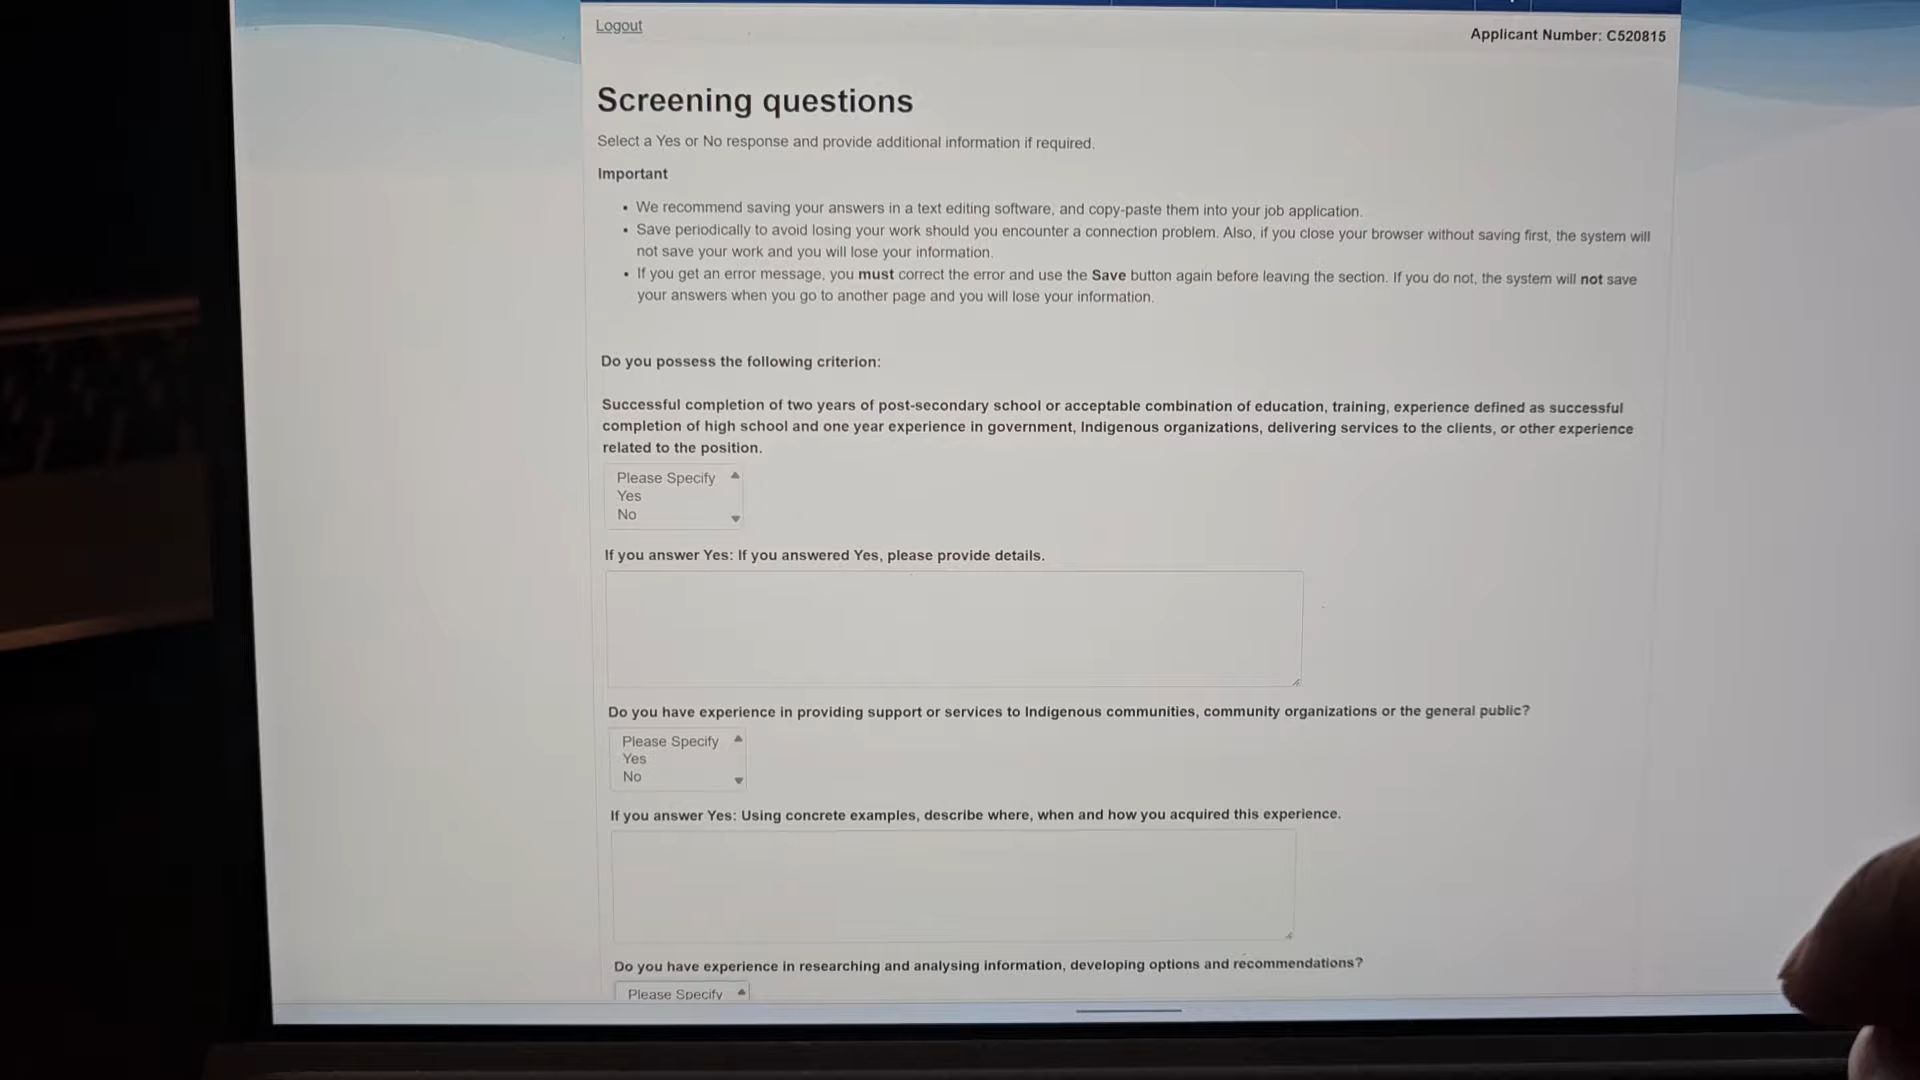 Logout
Applicant Number: C520815
Screening questions
Select a Yes or No response and provide additional information if required.
Important
• We recommend saving your answers in a text editing software, and copy-paste them into your job application.
• Save periodically to avoid losing your work should you encounter a connection problem. Also, if you close your browser without saving first, the system will
not save your work and you will lose your information.
• If you get an error message, you must correct the error and use the Save button again before leaving the section. If you do not, the system will not save
your answers when you go to another page and you will lose your information.
Do you possess the following criterion:
Successful completion of two years of post-secondary school or acceptable combination of education, training, experience defined as successful
completion of high school and one year experience in government, Indigenous organizations, delivering services to the clients, or other experience
related to the position.
Please Specify
Yes
No
If you answer Yes: If you answered Yes, please provide details.
Do you have experience in providing support or services to Indigenous communities, community organizations or the general public?
Please Specify
Yes
No
If you answer Yes: Using concrete examples, describe where, when and how you acquired this experience.
Do you have experience in researching and analysing information, developing options and recommendations?
Please Specify